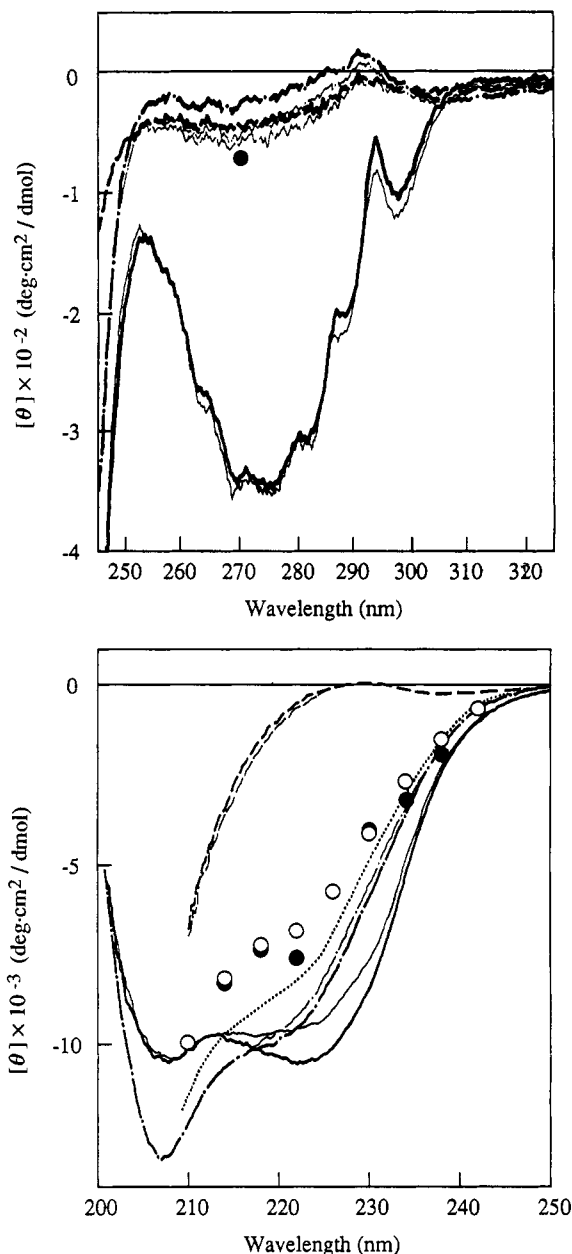 0
-1
-2
-3
-4
[θ] × 10 -2 (deg·cm2 / dmol)
250 260 270 280 290 300 310 320
Wavelength (nm)
0
-5
-10
[θ] × 10 -3 (deg·cm2 / dmol)
200 210 220 230 240 250
Wavelength (nm)